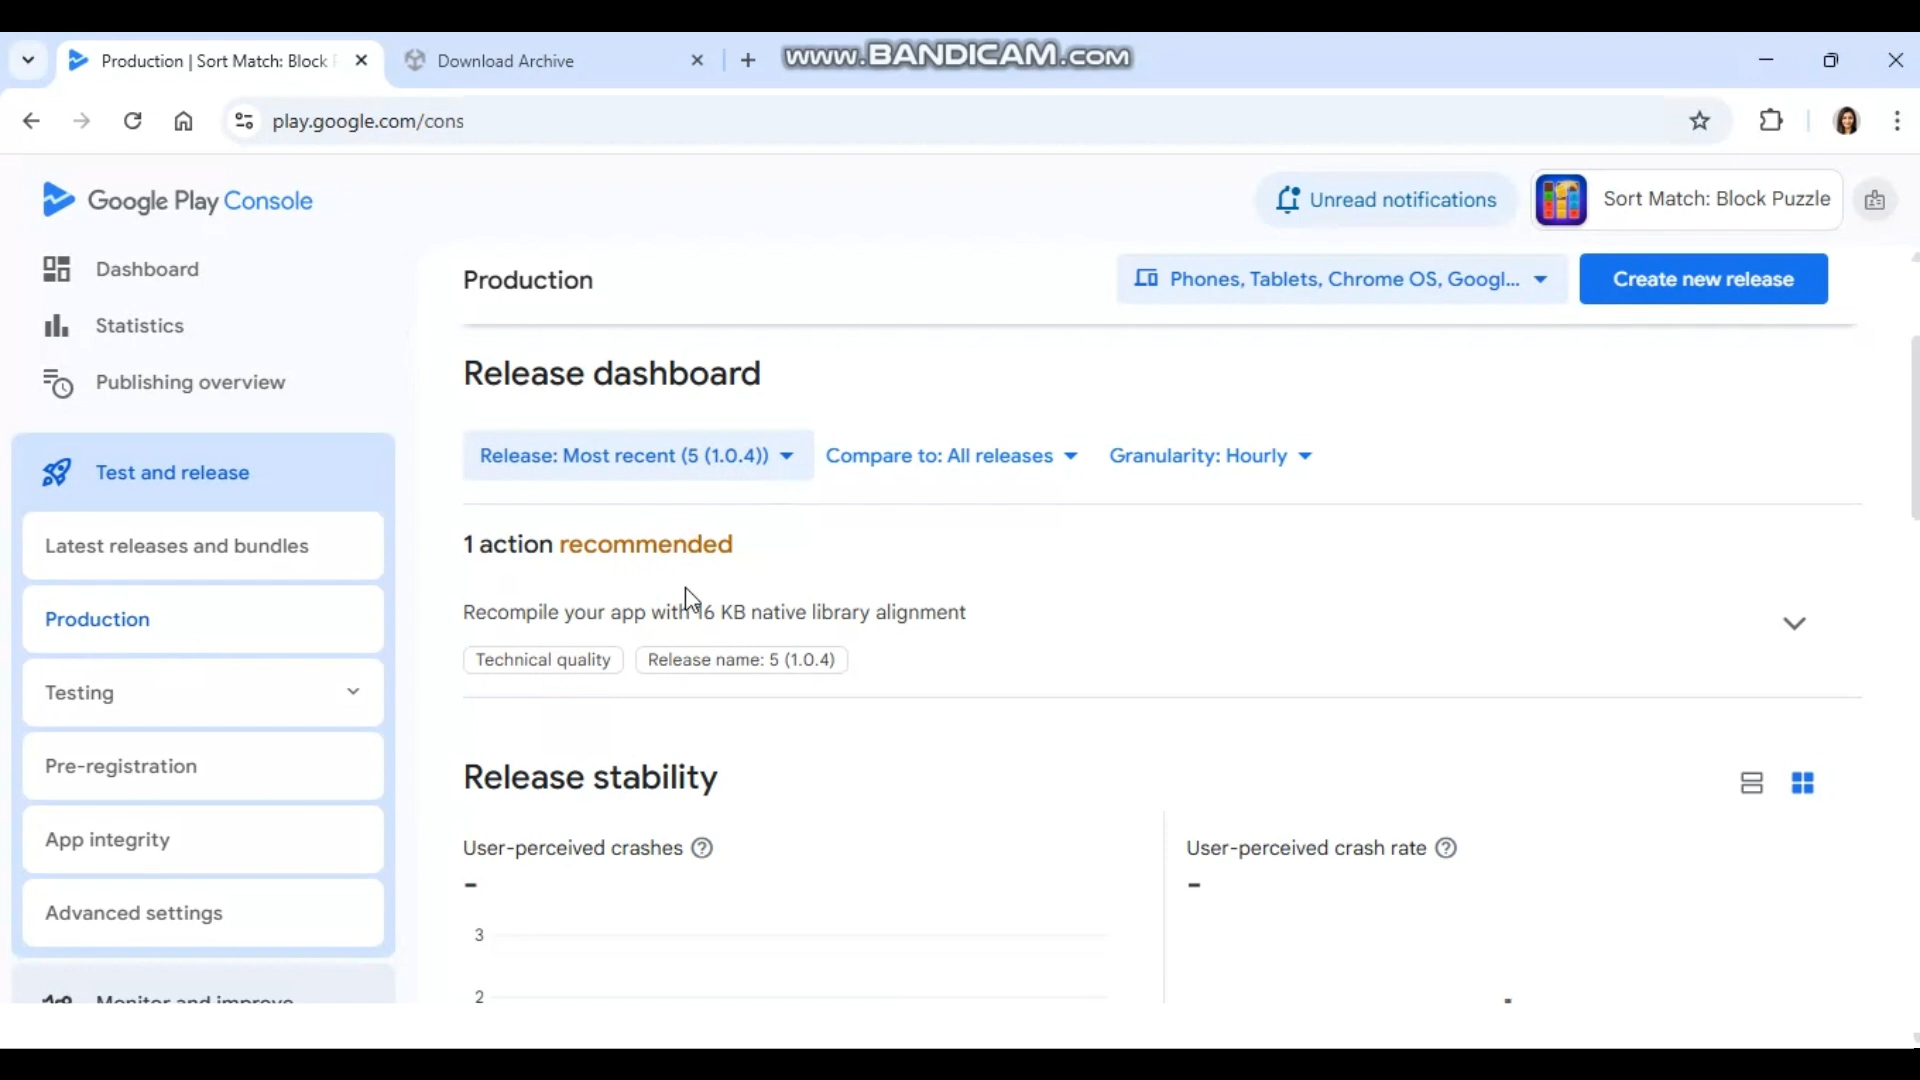 Production | Sort Match: Block P
Download Archive
www.BANDICAM.com
play.google.com/cons
Google Play Console
Unread notifications
Sort Match: Block Puzzle
Dashboard
Statistics
Publishing overview
Test and release
Latest releases and bundles
Production
Testing
Pre-registration
App integrity
Advanced settings
Monitor and improve
Production
Phones, Tablets, Chrome OS, Googl...
Create new release
Release dashboard
Release: Most recent (5 (1.0.4))
Compare to: All releases
Granularity: Hourly
1 action recommended
Recompile your app with 16 KB native library alignment
Technical quality
Release name: 5 (1.0.4)
Release stability
User-perceived crashes
-
3
2
User-perceived crash rate
-